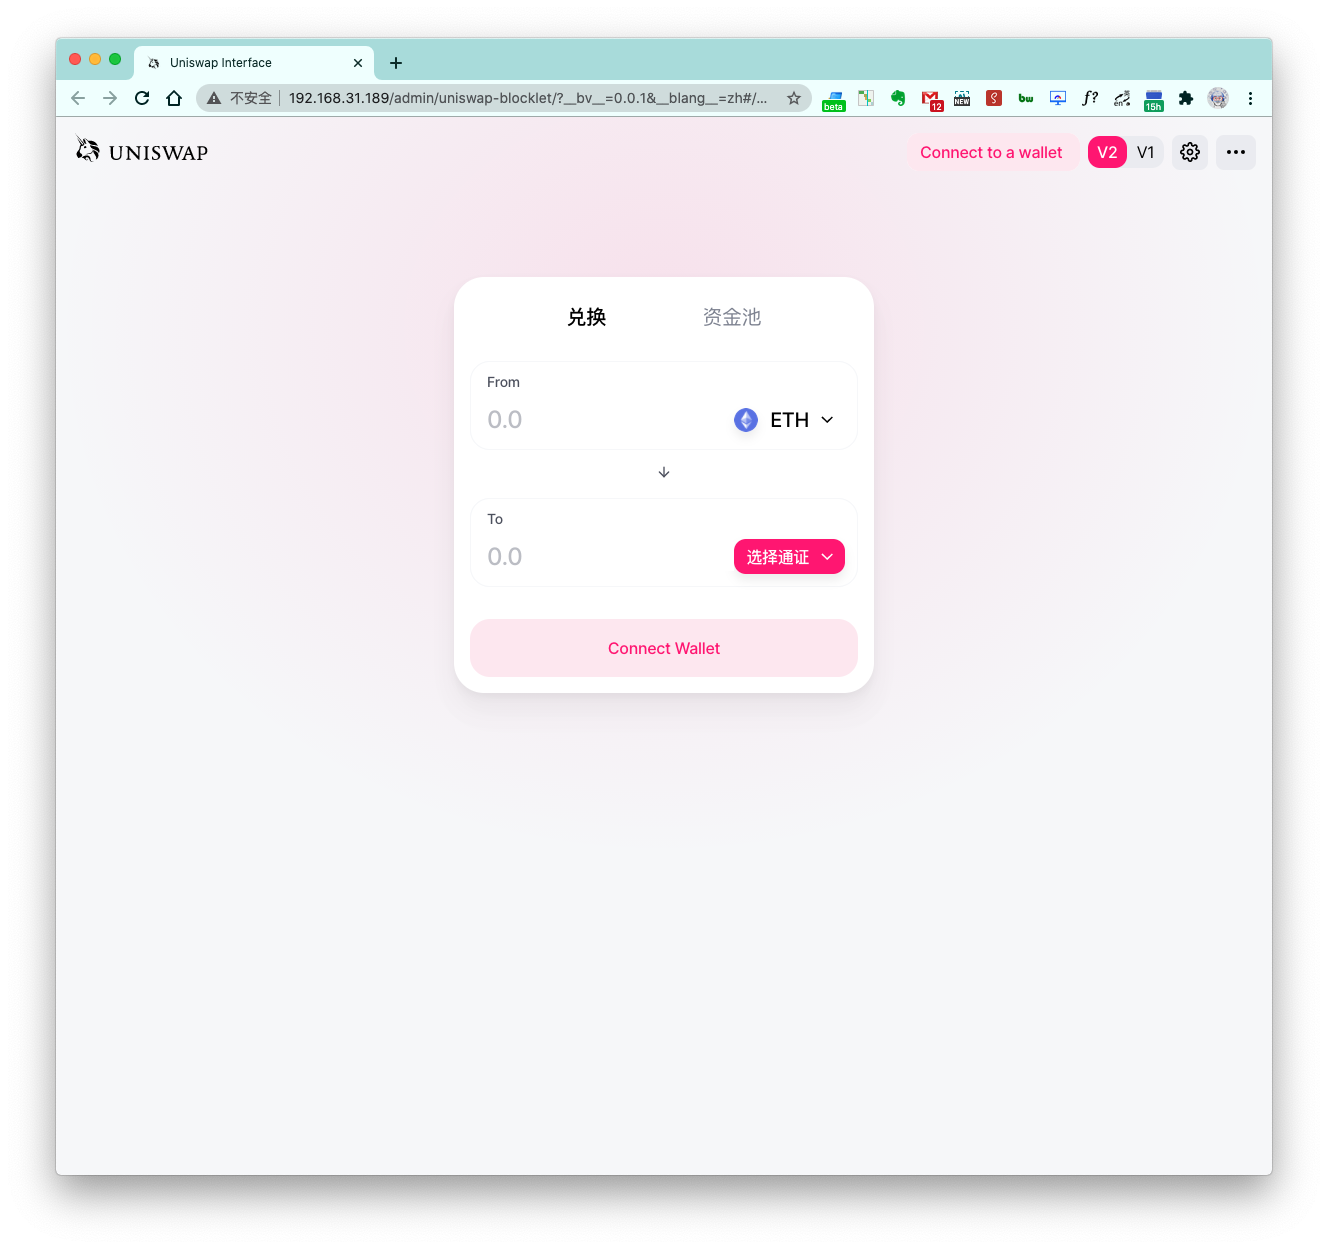 Uniswap Interface
不安全 192.168.31.189/admin/uniswap-blocklet/?__bv__=0.0.1&__blang__=zh#/...
beta
12
NEW
bw
f?
en
15h
UNISWAP
Connect to a wallet
V2 V1
兑换 资金池
From
0.0 ETH
To
0.0 选择通证
Connect Wallet